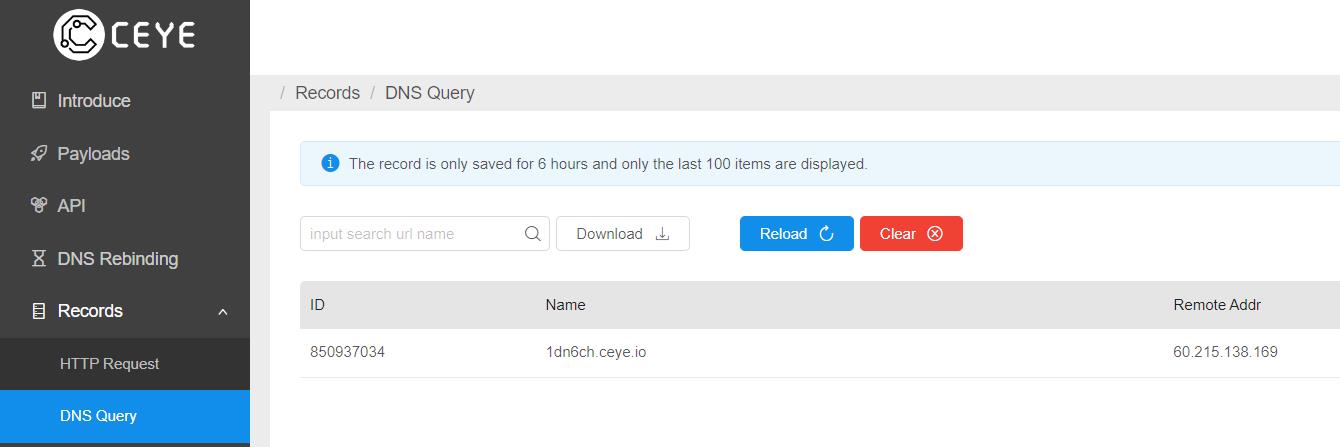 CEYE
Introduce
Payloads
API
DNS Rebinding
Records
HTTP Request
DNS Query
/ Records / DNS Query
The record is only saved for 6 hours and only the last 100 items are displayed.
input search url name Download Reload Clear
ID Name Remote Addr
850937034 1dn6ch.ceye.io 60.215.138.169